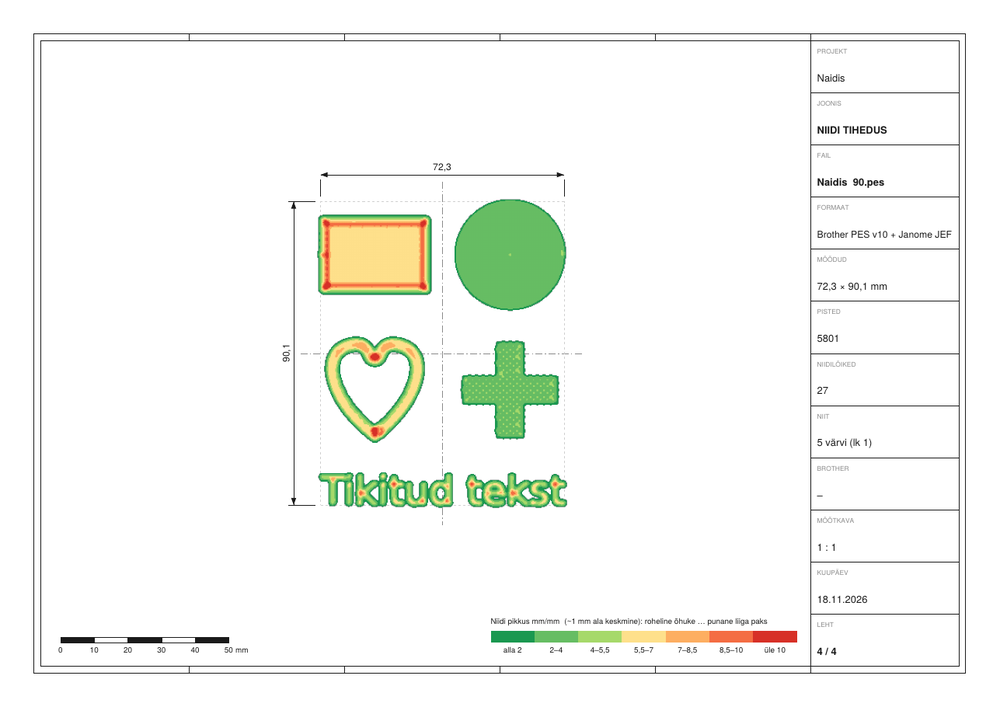 PROJEKT
Naidis
JOONIS
NIIDI TIHEDUS
FAIL
Naidis 90.pes
FORMAAT
Brother PES v10 + Janome JEF
MÕÕDUD
72,3 × 90,1 mm
PISTED
5801
NIIDILÕIKED
27
NIIT
5 värvi (lk 1)
BROTHER
–
MÕÕTKAVA
1 : 1
KUUPÄEV
18.11.2026
LEHT
4 / 4
72,3
90,1
Tikitud tekst
0 10 20 30 40 50 mm
Niidi pikkus mm/mm (~1 mm ala keskmine): roheline õhuke … punane liiga paks
alla 2 2–4 4–5,5 5,5–7 7–8,5 8,5–10 üle 10